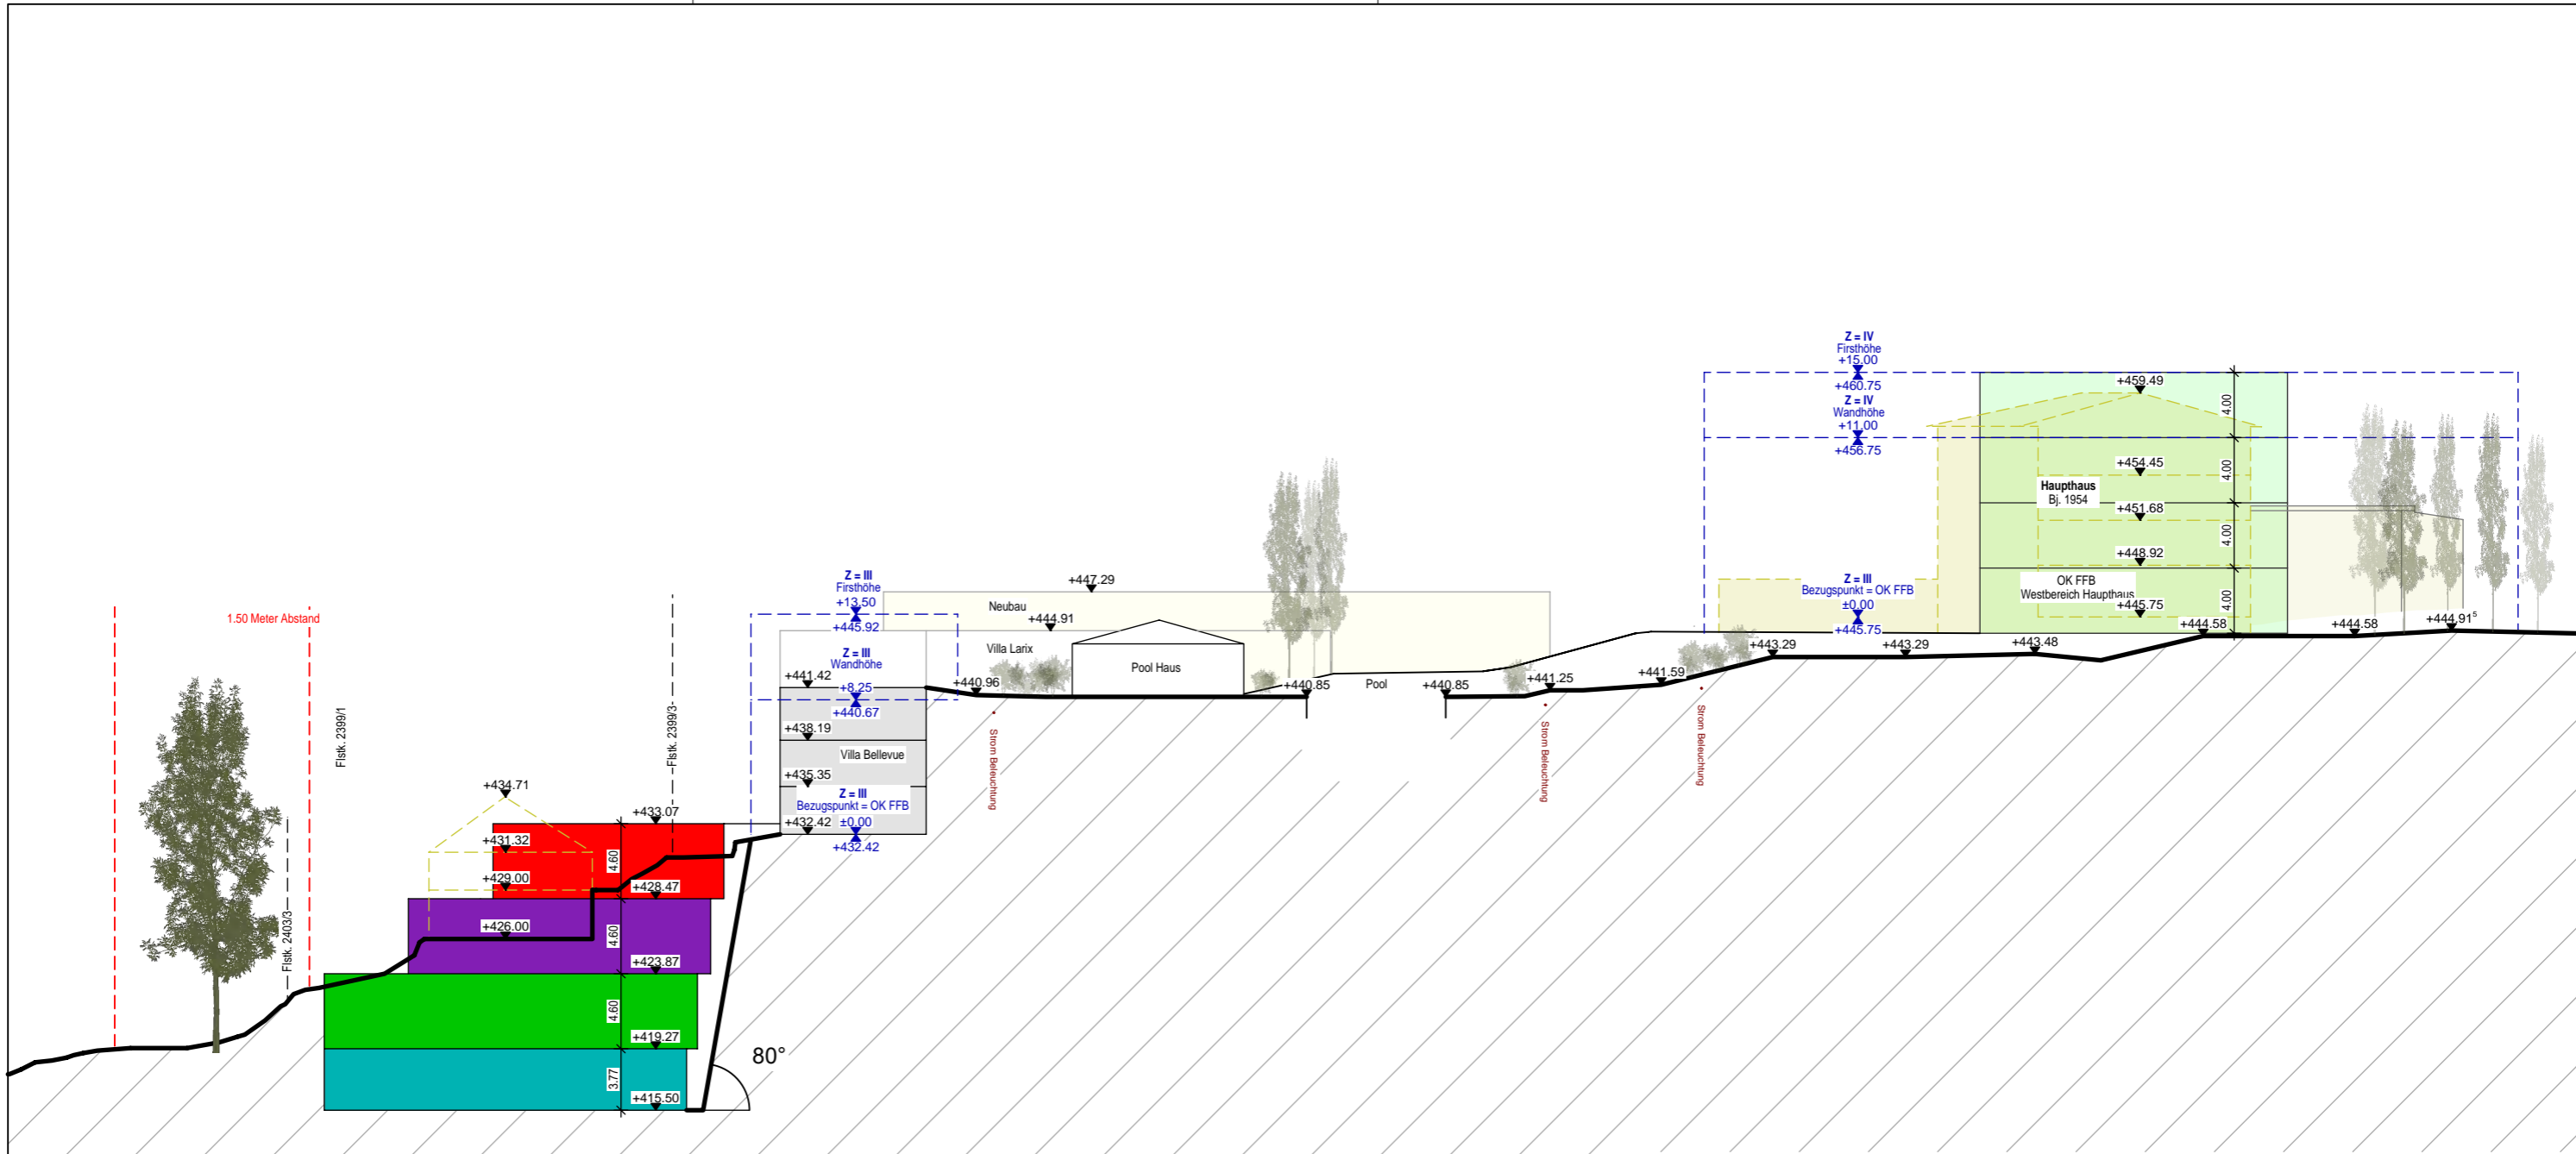 1.50 Meter Abstand
Flstk. 2399/1
Flstk. 2403/3
Flstk. 2399/3
+434.71
+431.32
+429.00
+426.00
+433.07
4.60
+428.47
4.60
+423.87
4.60
+419.27
3.77
+415.50
80°
Z = III
Firsthöhe
+13.50
+445.92
Z = III
Wandhöhe
+8.25
+440.67
+441.42
+438.19
Villa Bellevue
+435.35
Z = III
Bezugspunkt = OK FFB
±0.00
+432.42
+432.42
+447.29
Neubau
+444.91
Villa Larix
Pool Haus
+440.96
Strom Beleuchtung
+440.85
Pool
+440.85
+441.25
Strom Beleuchtung
+441.59
Strom Beleuchtung
Z = IV
Firsthöhe
+15.00
+460.75
Z = IV
Wandhöhe
+11.00
+456.75
Z = III
Bezugspunkt = OK FFB
±0.00
+445.75
+443.29
+443.29
+443.48
+459.49
4.00
+454.45
4.00
Haupthaus
Bj. 1954
+451.68
4.00
+448.92
OK FFB
Westbereich Haupthaus
+445.75
4.00
+444.58
+444.58
+444.91⁵